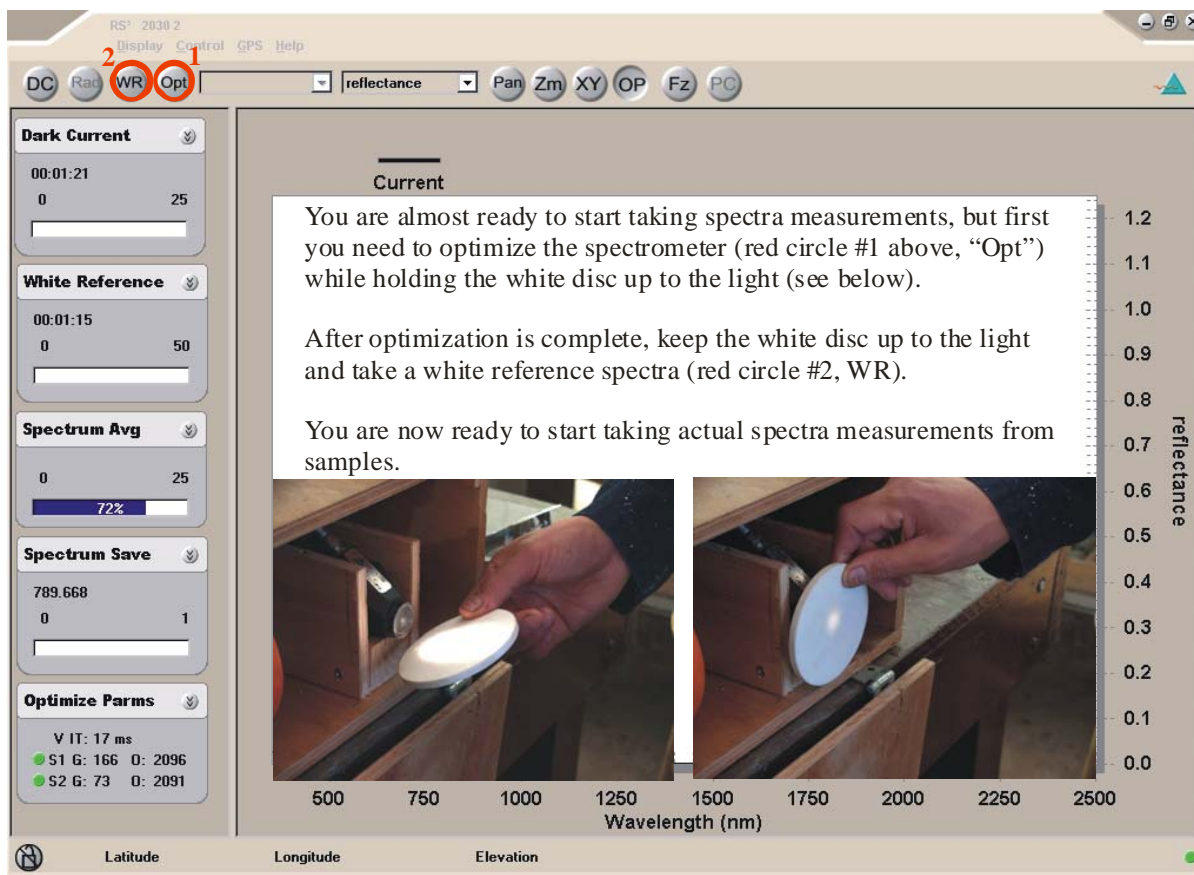 RS³ 2030 2
Display Control GPS Help
2 1
DC Rad WR Opt reflectance Pan Zm XY OP Fz PC
Dark Current
00:01:21
0 25
White Reference
00:01:15
0 50
Spectrum Avg
0 25
72%
Spectrum Save
789.668
0 1
Optimize Parms
V IT: 17 ms
S1 G: 166 O: 2096
S2 G: 73 O: 2091
Current
You are almost ready to start taking spectra measurements, but first
you need to optimize the spectrometer (red circle #1 above, “Opt”)
while holding the white disc up to the light (see below).
After optimization is complete, keep the white disc up to the light
and take a white reference spectra (red circle #2, WR).
You are now ready to start taking actual spectra measurements from
samples.
1.2
1.1
1.0
0.9
0.8
0.7
0.6
0.5
0.4
0.3
0.2
0.1
0.0
reflectance
500 750 1000 1250 1500 1750 2000 2250 2500
Wavelength (nm)
Latitude Longitude Elevation